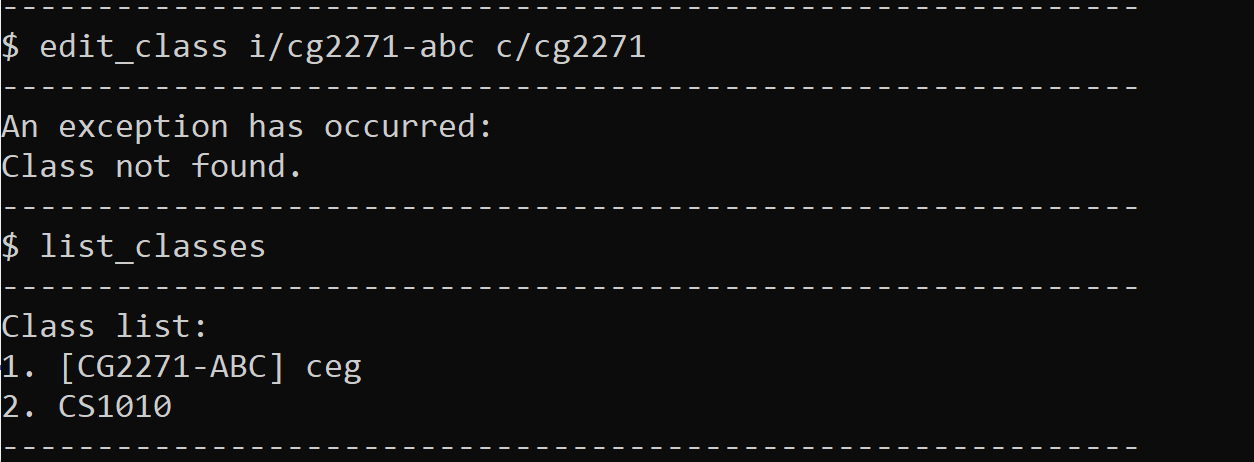 ------------------------------------------------------------
$ edit_class i/cg2271-abc c/cg2271
------------------------------------------------------------
An exception has occurred:
Class not found.
------------------------------------------------------------
$ list_classes
------------------------------------------------------------
Class list:
1. [CG2271-ABC] ceg
2. CS1010
------------------------------------------------------------